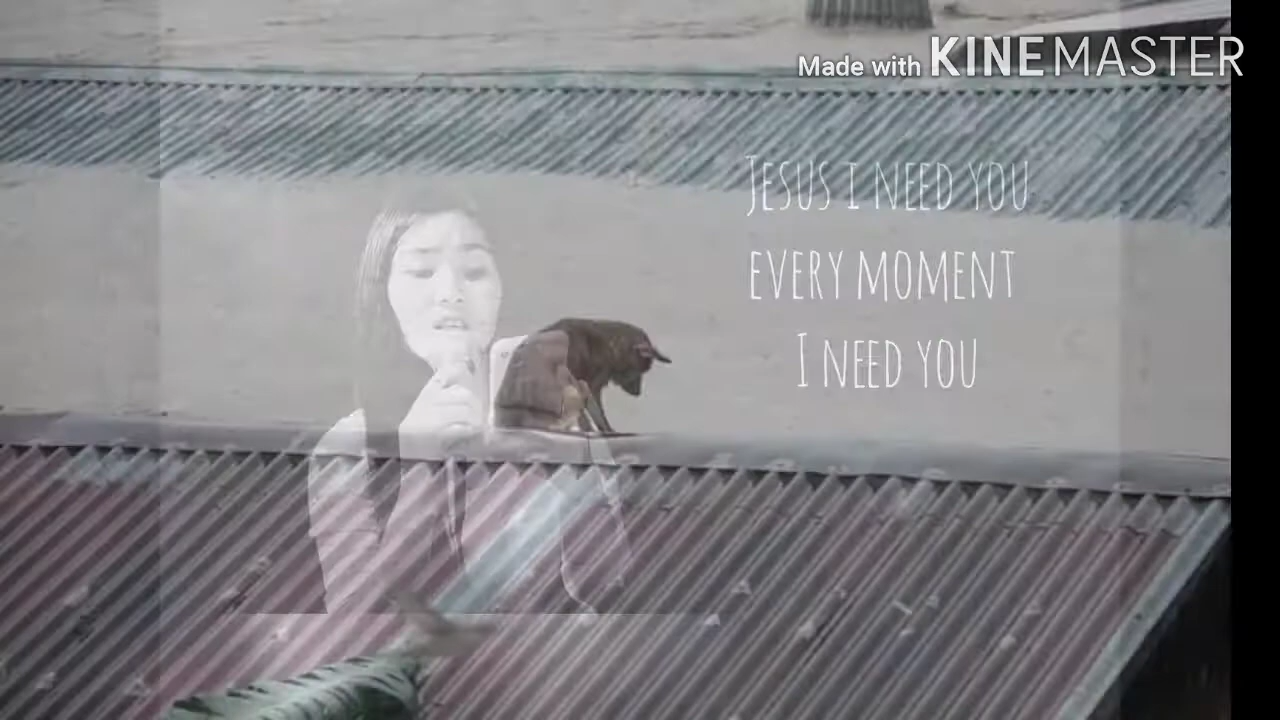 Made with KINEMASTER
JESUS I NEED YOU
EVERY MOMENT
I NEED YOU